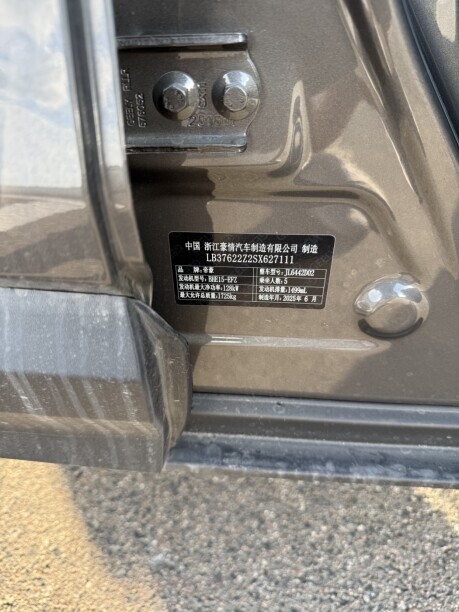 中国 浙江豪情汽车制造有限公司 制造
LB37622Z2SX627111
品 牌:帝豪 整车型号:JL6442D02
发动机型号:BHE15-EFZ 乘坐人数:5
发动机最大净功率:128kW 发动机排量:1499mL
最大允许总质量:1725kg 制造年月:2025年 6月